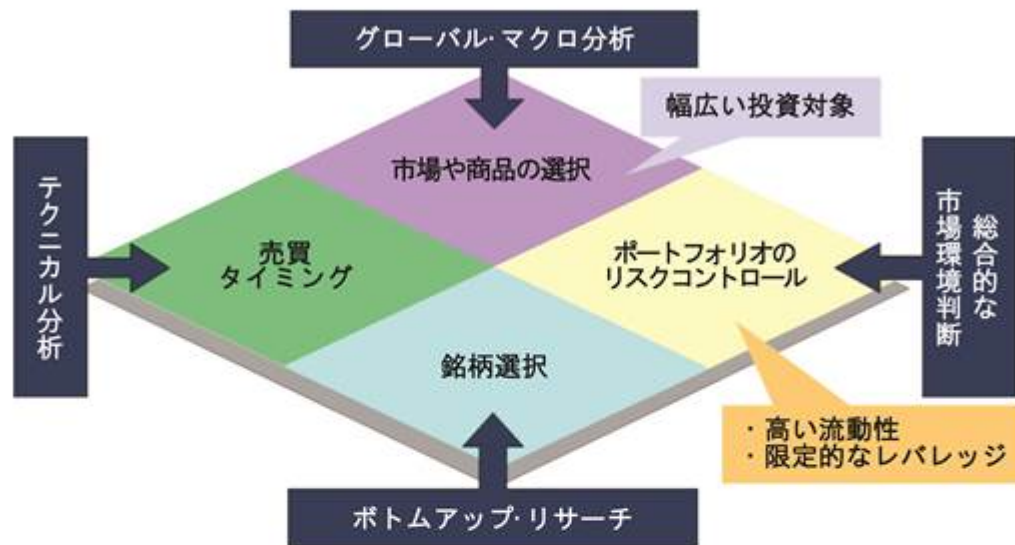 グローバル・マクロ分析
幅広い投資対象
市場や商品の選択
テクニカル分析
売買
タイミング
ポートフォリオの
リスクコントロール
総合的な
市場環境判断
銘柄選択
・高い流動性
・限定的なレバレッジ
ボトムアップ・リサーチ